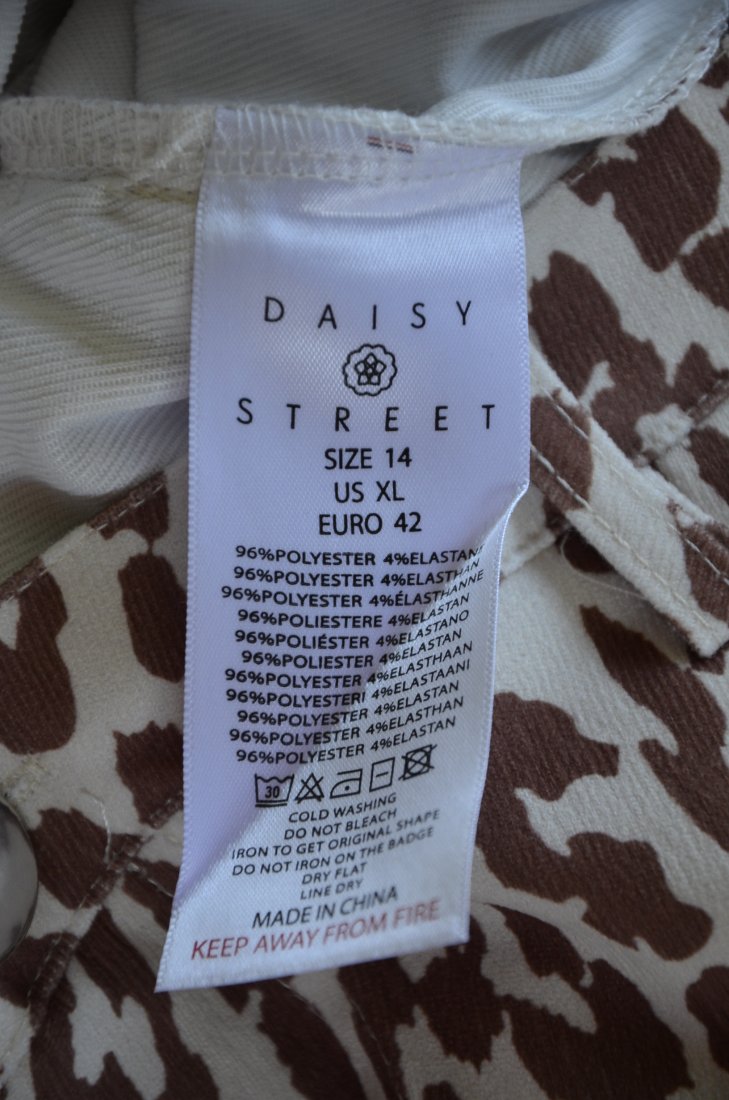 DAISY
STREET
SIZE 14
US XL
EURO 42
96%POLYESTER 4%ELASTANE
96%POLYESTER 4%ELASTHAN
96%POLYESTER 4%ÉLASTHANNE
96%POLIESTERE 4%ELASTAN
96%POLIÉSTER 4%ELASTANO
96%POLIESTER 4%ELASTAN
96%POLYESTER 4%ELASTHAAN
96%POLYESTERI 4%ELASTAANI
96%POLYESTER 4%ELASTAN
96%POLYESTER 4%ELASTHAN
96%POLYESTER 4%ELASTAN
30
COLD WASHING
DO NOT BLEACH
IRON TO GET ORIGINAL SHAPE
DO NOT IRON ON THE BADGE
DRY FLAT
LINE DRY
MADE IN CHINA
KEEP AWAY FROM FIRE